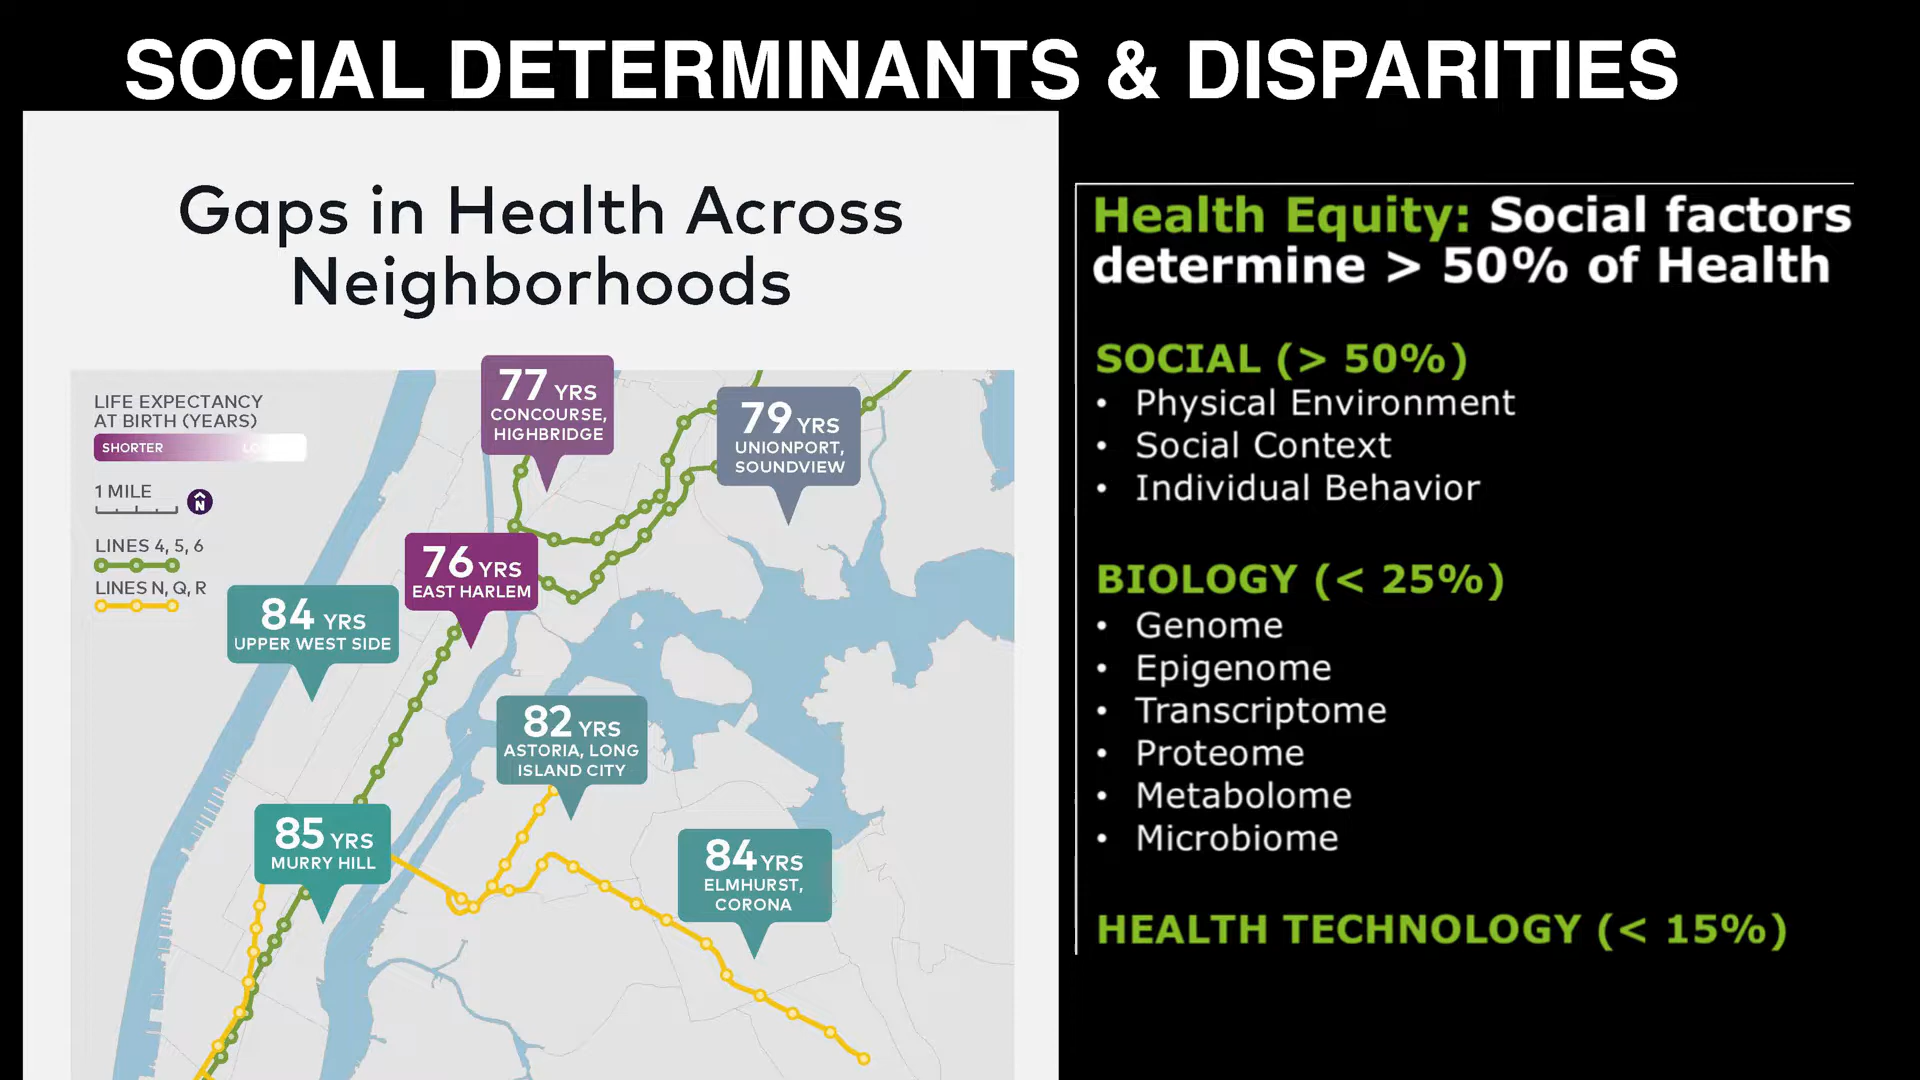 SOCIAL DETERMINANTS & DISPARITIES
Gaps in Health Across
Neighborhoods
LIFE EXPECTANCY
AT BIRTH (YEARS)
SHORTER
1 MILE
N
LINES 4, 5, 6
LINES N, Q, R
77 YRS
CONCOURSE,
HIGHBRIDGE
79 YRS
UNIONPORT,
SOUNDVIEW
76 YRS
EAST HARLEM
84 YRS
UPPER WEST SIDE
82 YRS
ASTORIA, LONG
ISLAND CITY
85 YRS
MURRY HILL
84 YRS
ELMHURST,
CORONA
Health Equity: Social factors
determine > 50% of Health
SOCIAL (> 50%)
• Physical Environment
• Social Context
• Individual Behavior
BIOLOGY (< 25%)
• Genome
• Epigenome
• Transcriptome
• Proteome
• Metabolome
• Microbiome
HEALTH TECHNOLOGY (< 15%)